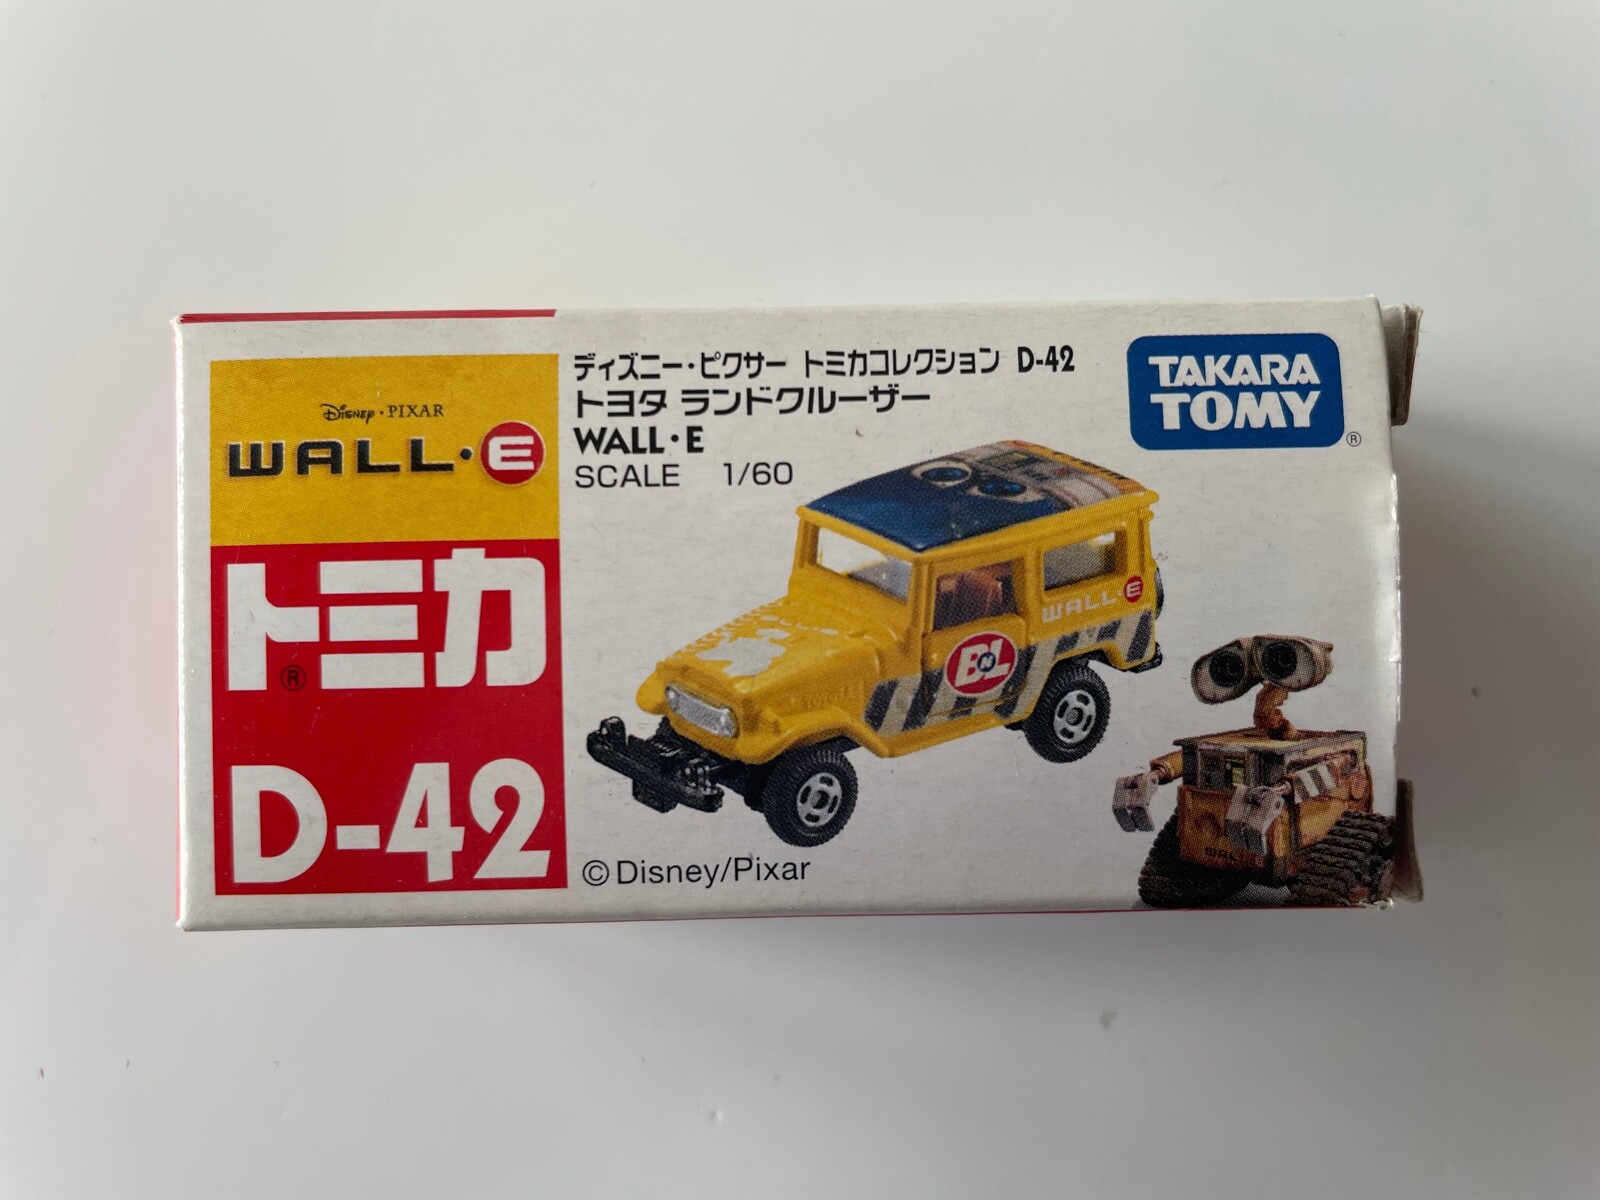 Disney・PIXAR
WALL・E
トミカ
®
D-42
ディズニー・ピクサー トミカコレクション D-42
トヨタ ランドクルーザー
WALL・E
SCALE 1/60
TAKARA
TOMY
®
WALL・E
BNL
TOYOTA
WALL・E
©Disney/Pixar